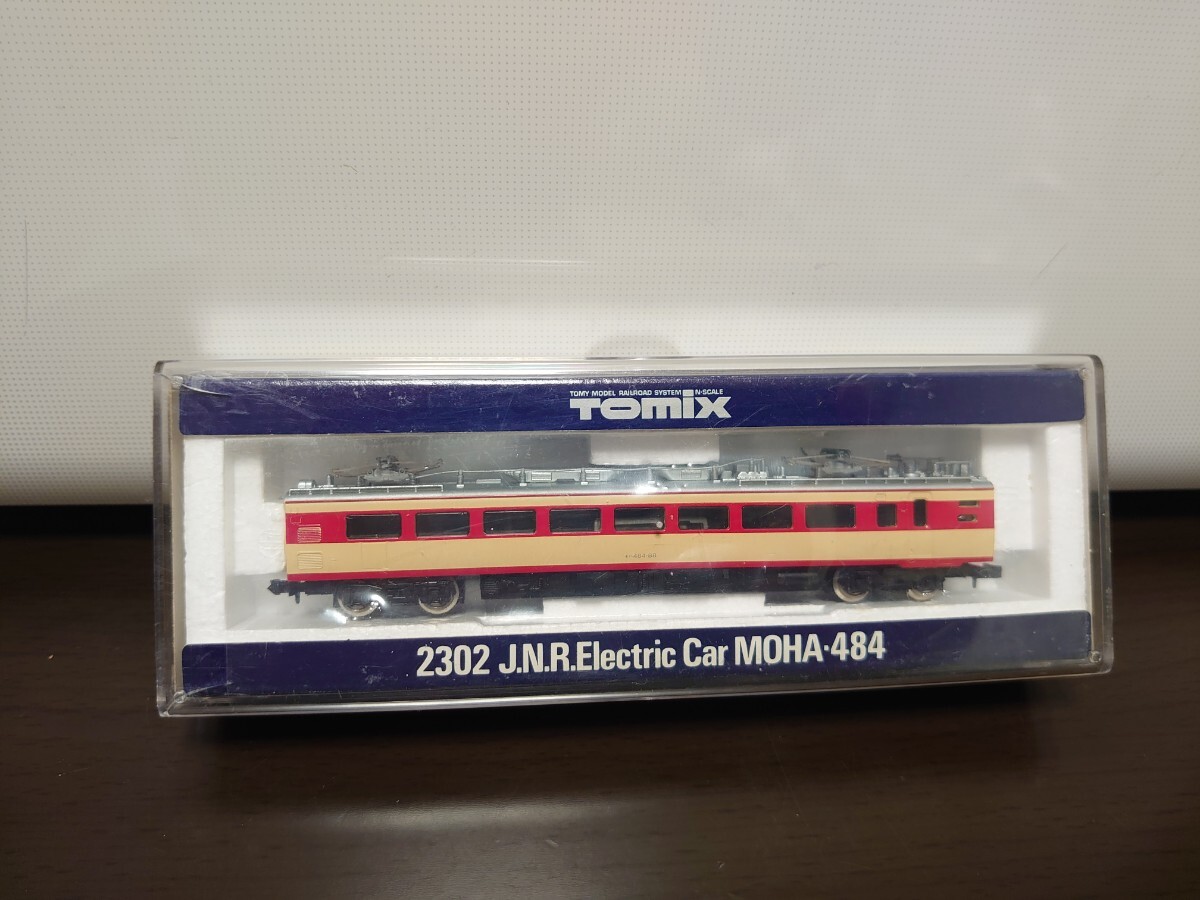 TOMY MODEL RAILROAD SYSTEM N-SCALE
TOMIX
2302 J.N.R.Electric Car MOHA·484